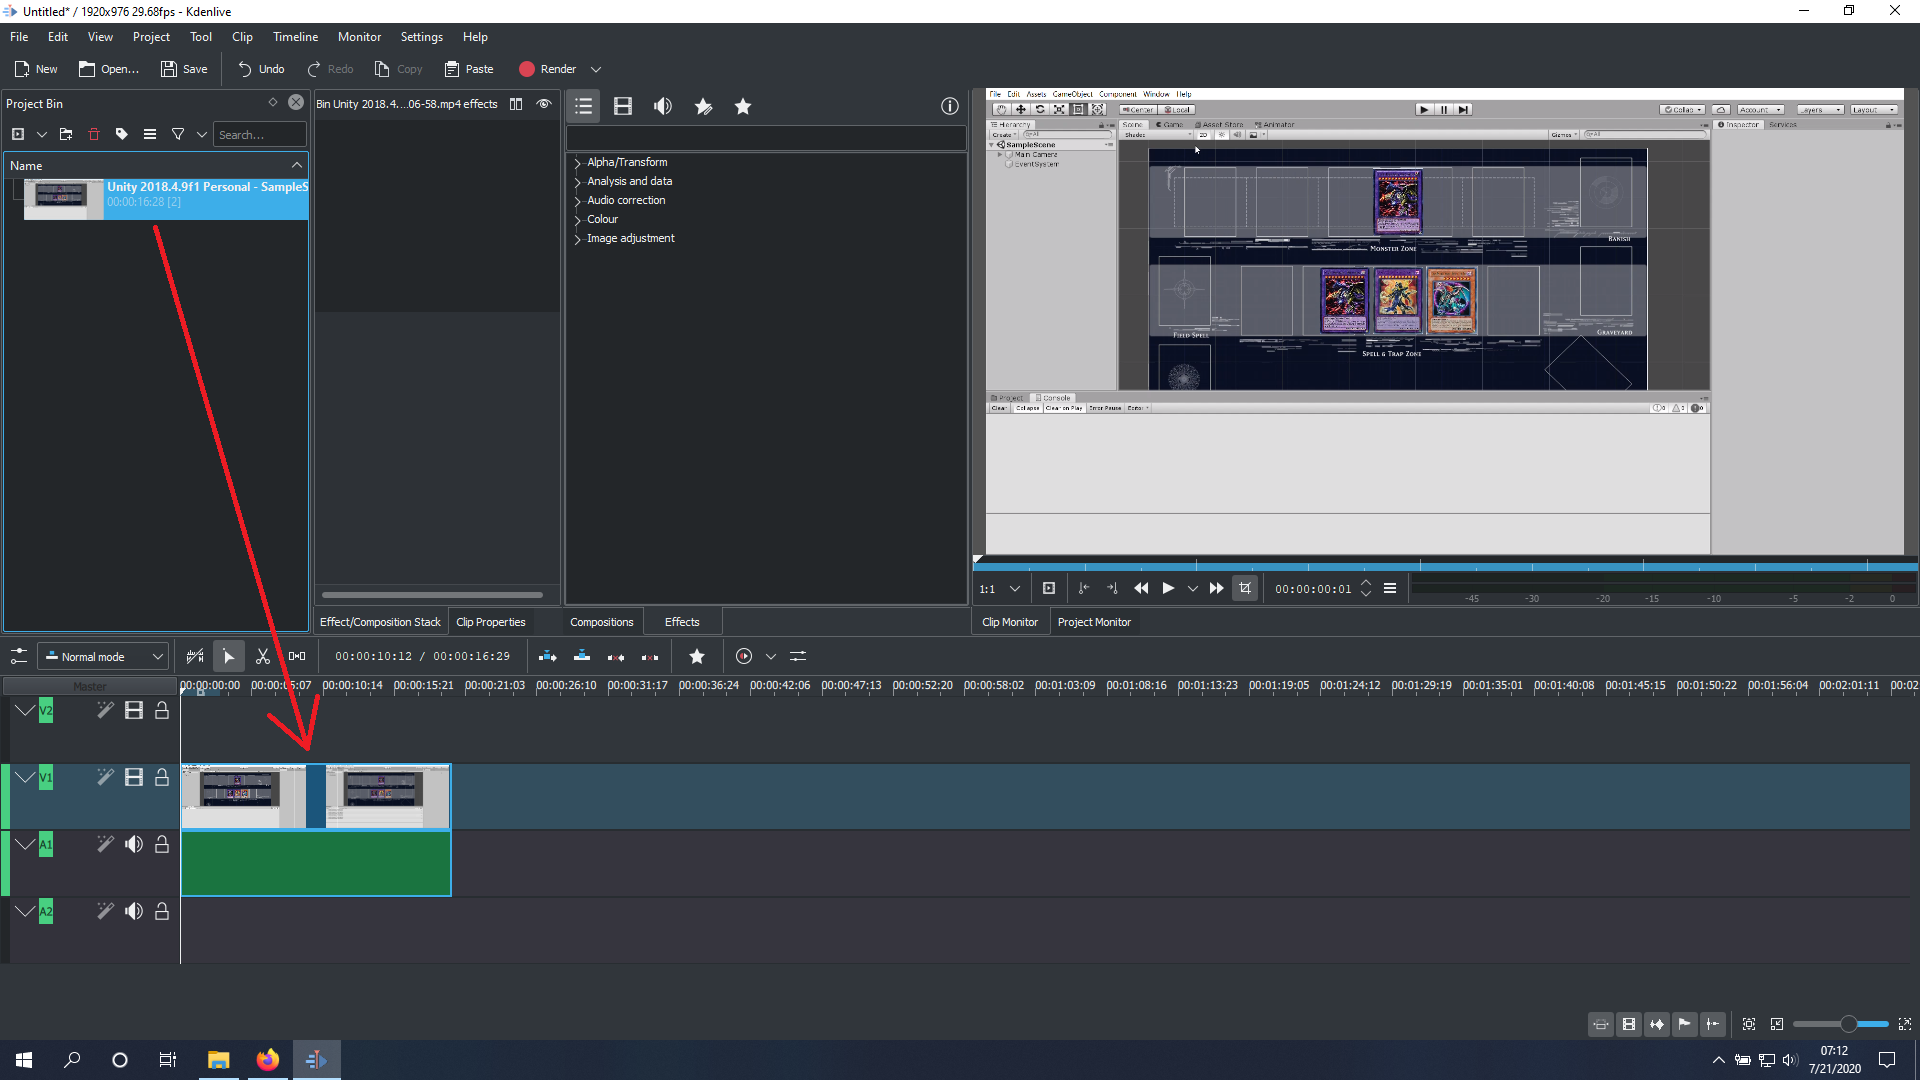 Untitled* / 1920x976 29.68fps - Kdenlive
File Edit View Project Tool Clip Timeline Monitor Settings Help
New Open... Save Undo Redo Copy Paste Render
Project Bin
Bin Unity 2018.4....06-58.mp4 effects
Search...
Name
Unity 2018.4.9f1 Personal - SampleS
00:00:16:28 [2]
Alpha/Transform
Analysis and data
Audio correction
Colour
Image adjustment
File Edit Assets GameObject Component Window Help
Center Local Collab Account Layers Layout
Hierarchy Scene Game Asset Store Animator Inspector Services
Create All Shaded 2D Gizmos All
SampleScene
Main Camera
EventSystem
Banish
Monster Zone
Field Spell
Graveyard
Spell & Trap Zone
Project Console
Clear Collapse Clear on Play Error Pause Editor
1:1 00:00:00:01
-45 -30 -20 -15 -10 -5 -2 0
Effect/Composition Stack Clip Properties Compositions Effects Clip Monitor Project Monitor
Normal mode 00:00:10:12 / 00:00:16:29
Master
00:00:00:00 00:00:05:07 00:00:10:14 00:00:15:21 00:00:21:03 00:00:26:10 00:00:31:17 00:00:36:24 00:00:42:06 00:00:47:13 00:00:52:20 00:00:58:02 00:01:03:09 00:01:08:16 00:01:13:23 00:01:19:05 00:01:24:12 00:01:29:19 00:01:35:01 00:01:40:08 00:01:45:15 00:01:50:22 00:01:56:04 00:02:01:11 00:02
V2
V1
A1
A2
07:12
7/21/2020